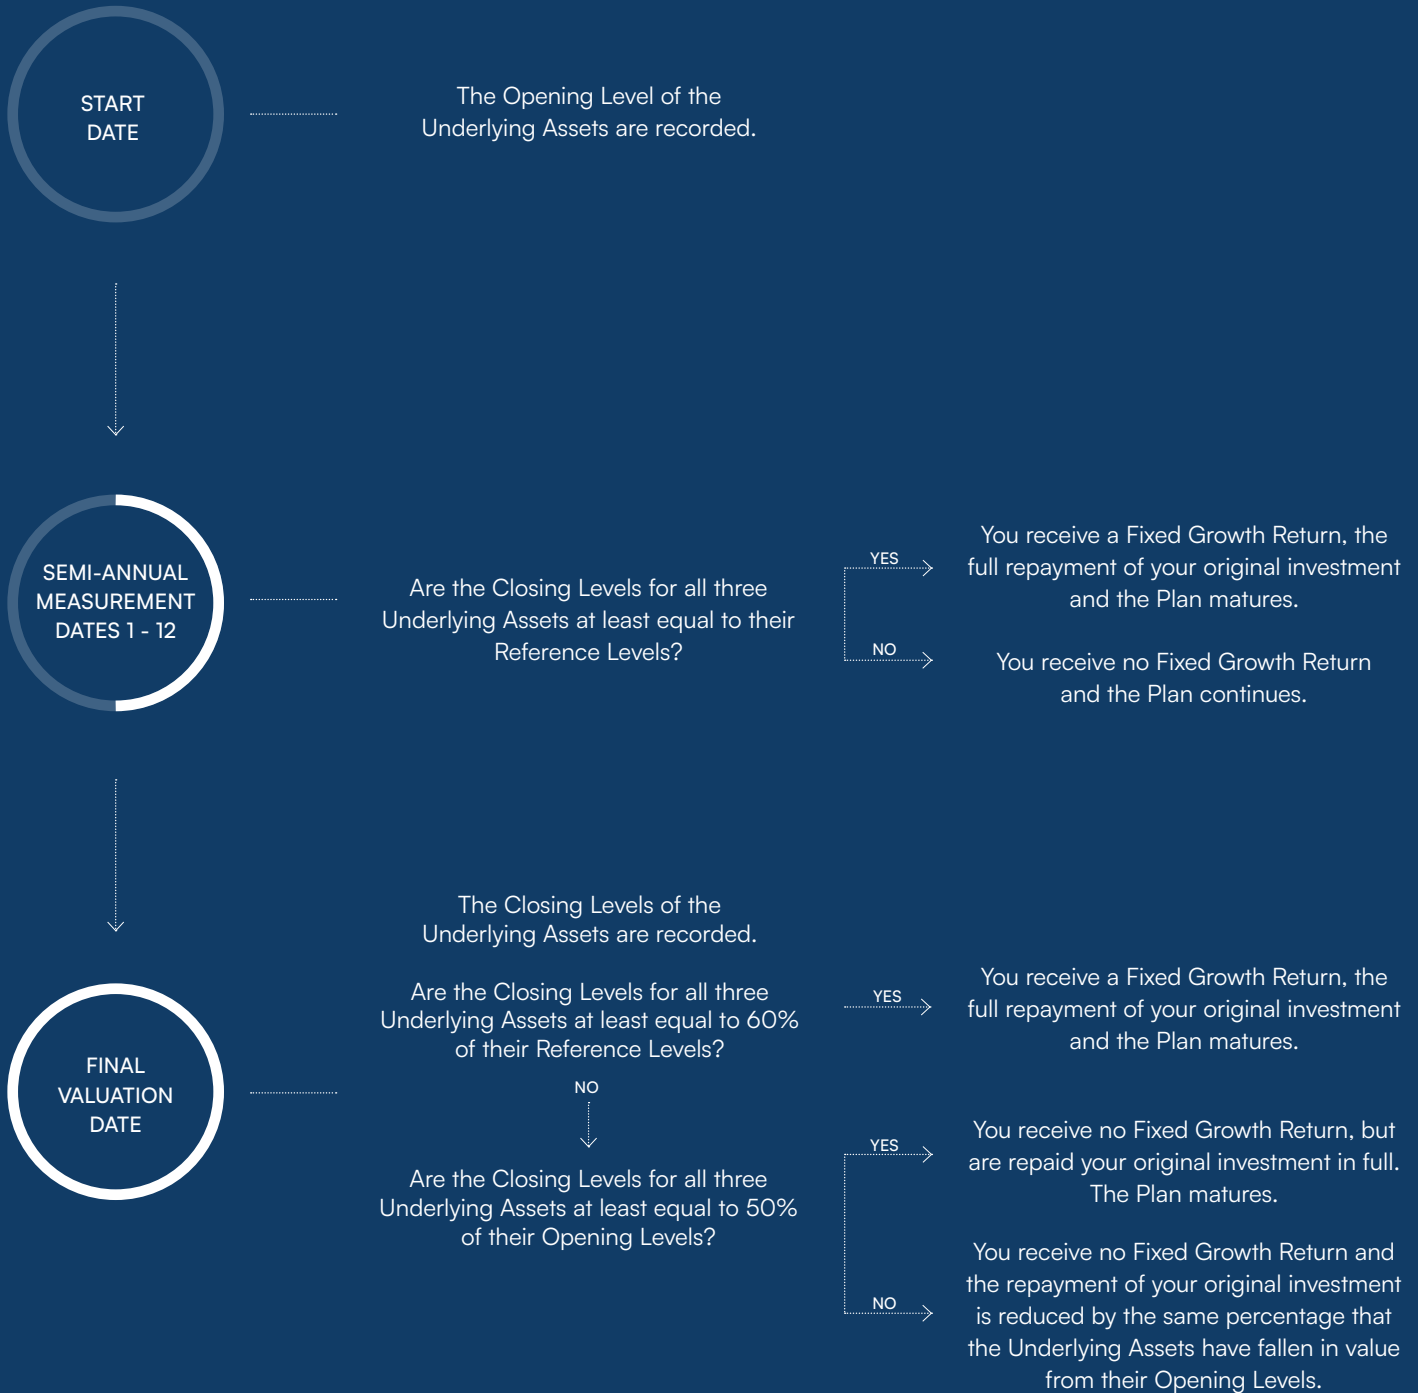 START
DATE
The Opening Level of the
Underlying Assets are recorded.
SEMI-ANNUAL
MEASUREMENT
DATES 1 - 12
Are the Closing Levels for all three
Underlying Assets at least equal to their
Reference Levels?
YES
You receive a Fixed Growth Return, the
full repayment of your original investment
and the Plan matures.
NO
You receive no Fixed Growth Return
and the Plan continues.
FINAL
VALUATION
DATE
The Closing Levels of the
Underlying Assets are recorded.
Are the Closing Levels for all three
Underlying Assets at least equal to 60%
of their Reference Levels?
YES
You receive a Fixed Growth Return, the
full repayment of your original investment
and the Plan matures.
NO
Are the Closing Levels for all three
Underlying Assets at least equal to 50%
of their Opening Levels?
YES
You receive no Fixed Growth Return, but
are repaid your original investment in full.
The Plan matures.
NO
You receive no Fixed Growth Return and
the repayment of your original investment
is reduced by the same percentage that
the Underlying Assets have fallen in value
from their Opening Levels.